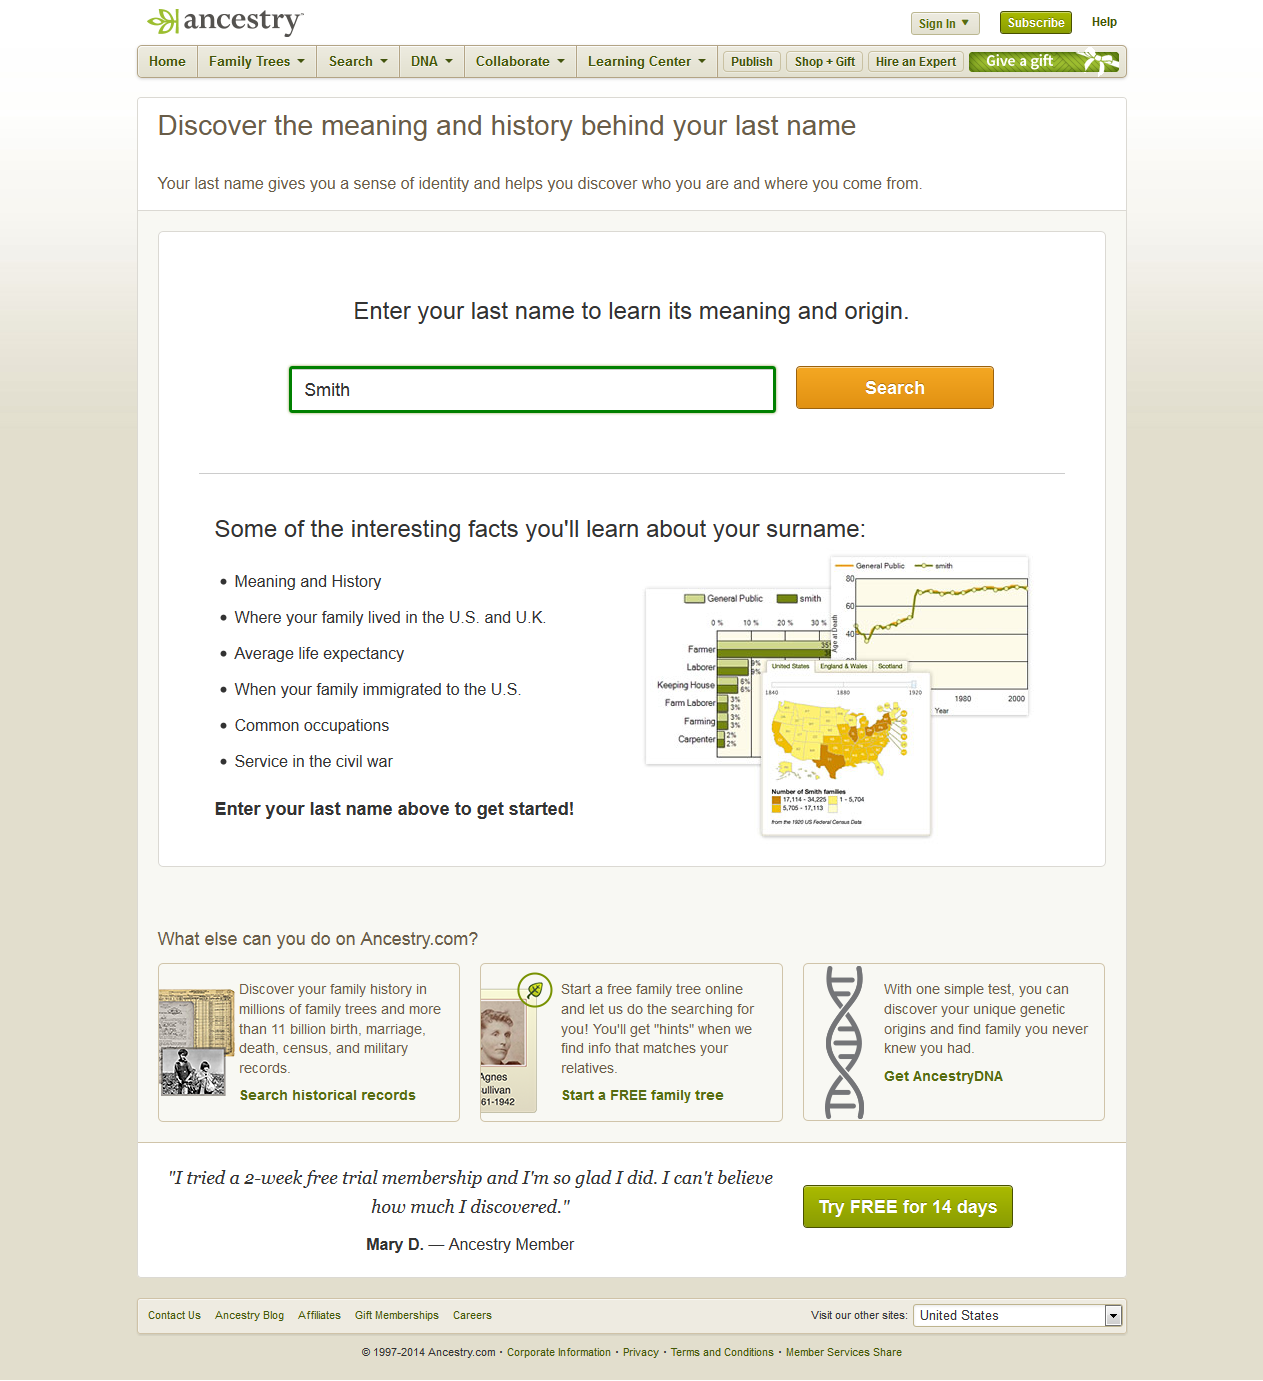 ancestry
Sign In
Subscribe
Help
Home
Family Trees
Search
DNA
Collaborate
Learning Center
Publish
Shop + Gift
Hire an Expert
Give a gift
Discover the meaning and history behind your last name
Your last name gives you a sense of identity and helps you discover who you are and where you come from.
Enter your last name to learn its meaning and origin.
Smith
Search
Some of the interesting facts you'll learn about your surname:
• Meaning and History
• Where your family lived in the U.S. and U.K.
• Average life expectancy
• When your family immigrated to the U.S.
• Common occupations
• Service in the civil war
Enter your last name above to get started!
General Public smith
0 % 10 % 20 % 30 %
Farmer 35
Laborer 9% 9%
Keeping House 6% 6%
Farm Laborer 3% 3%
Farming 3% 3%
Carpenter 2% 2%
General Public smith
80
60
40
20
Age at Death
1980 2000
Year
United States England & Wales Scotland
1840 1880 1920
Number of Smith families
17,114 - 34,225 1 - 5,704
5,705 - 17,113
from the 1920 US Federal Census Data
What else can you do on Ancestry.com?
Discover your family history in
millions of family trees and more
than 11 billion birth, marriage,
death, census, and military
records.
Search historical records
Agnes
ullivan
61-1942
Start a free family tree online
and let us do the searching for
you! You'll get "hints" when we
find info that matches your
relatives.
Start a FREE family tree
With one simple test, you can
discover your unique genetic
origins and find family you never
knew you had.
Get AncestryDNA
"I tried a 2-week free trial membership and I'm so glad I did. I can't believe
how much I discovered."
Mary D. — Ancestry Member
Try FREE for 14 days
Contact Us Ancestry Blog Affiliates Gift Memberships Careers
Visit our other sites: United States
© 1997-2014 Ancestry.com • Corporate Information • Privacy • Terms and Conditions • Member Services Share